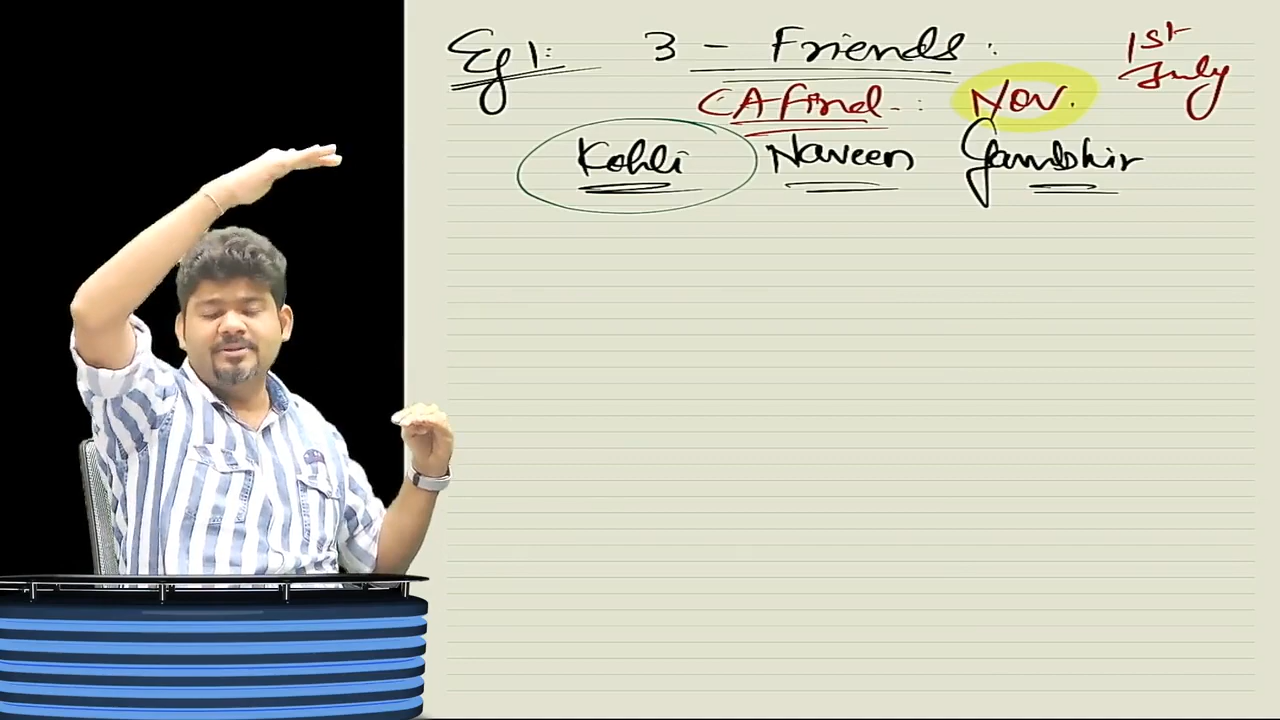 Eg 1: 3 - Friends: 1st July
CA final: Nov.
Kohli Naveen Gambhir